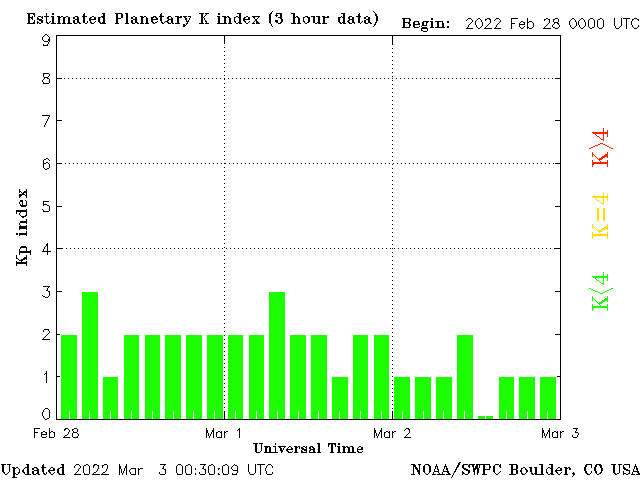 Estimated Planetary K index (3 hour data) Begin: 2022 Feb 28 0000 UTC
9
8
7
6
5
4
3
2
1
0
Kp index
K>4
K=4
K<4
Feb 28 Mar 1 Mar 2 Mar 3
Universal Time
Updated 2022 Mar 3 00:30:09 UTC NOAA/SWPC Boulder, CO USA